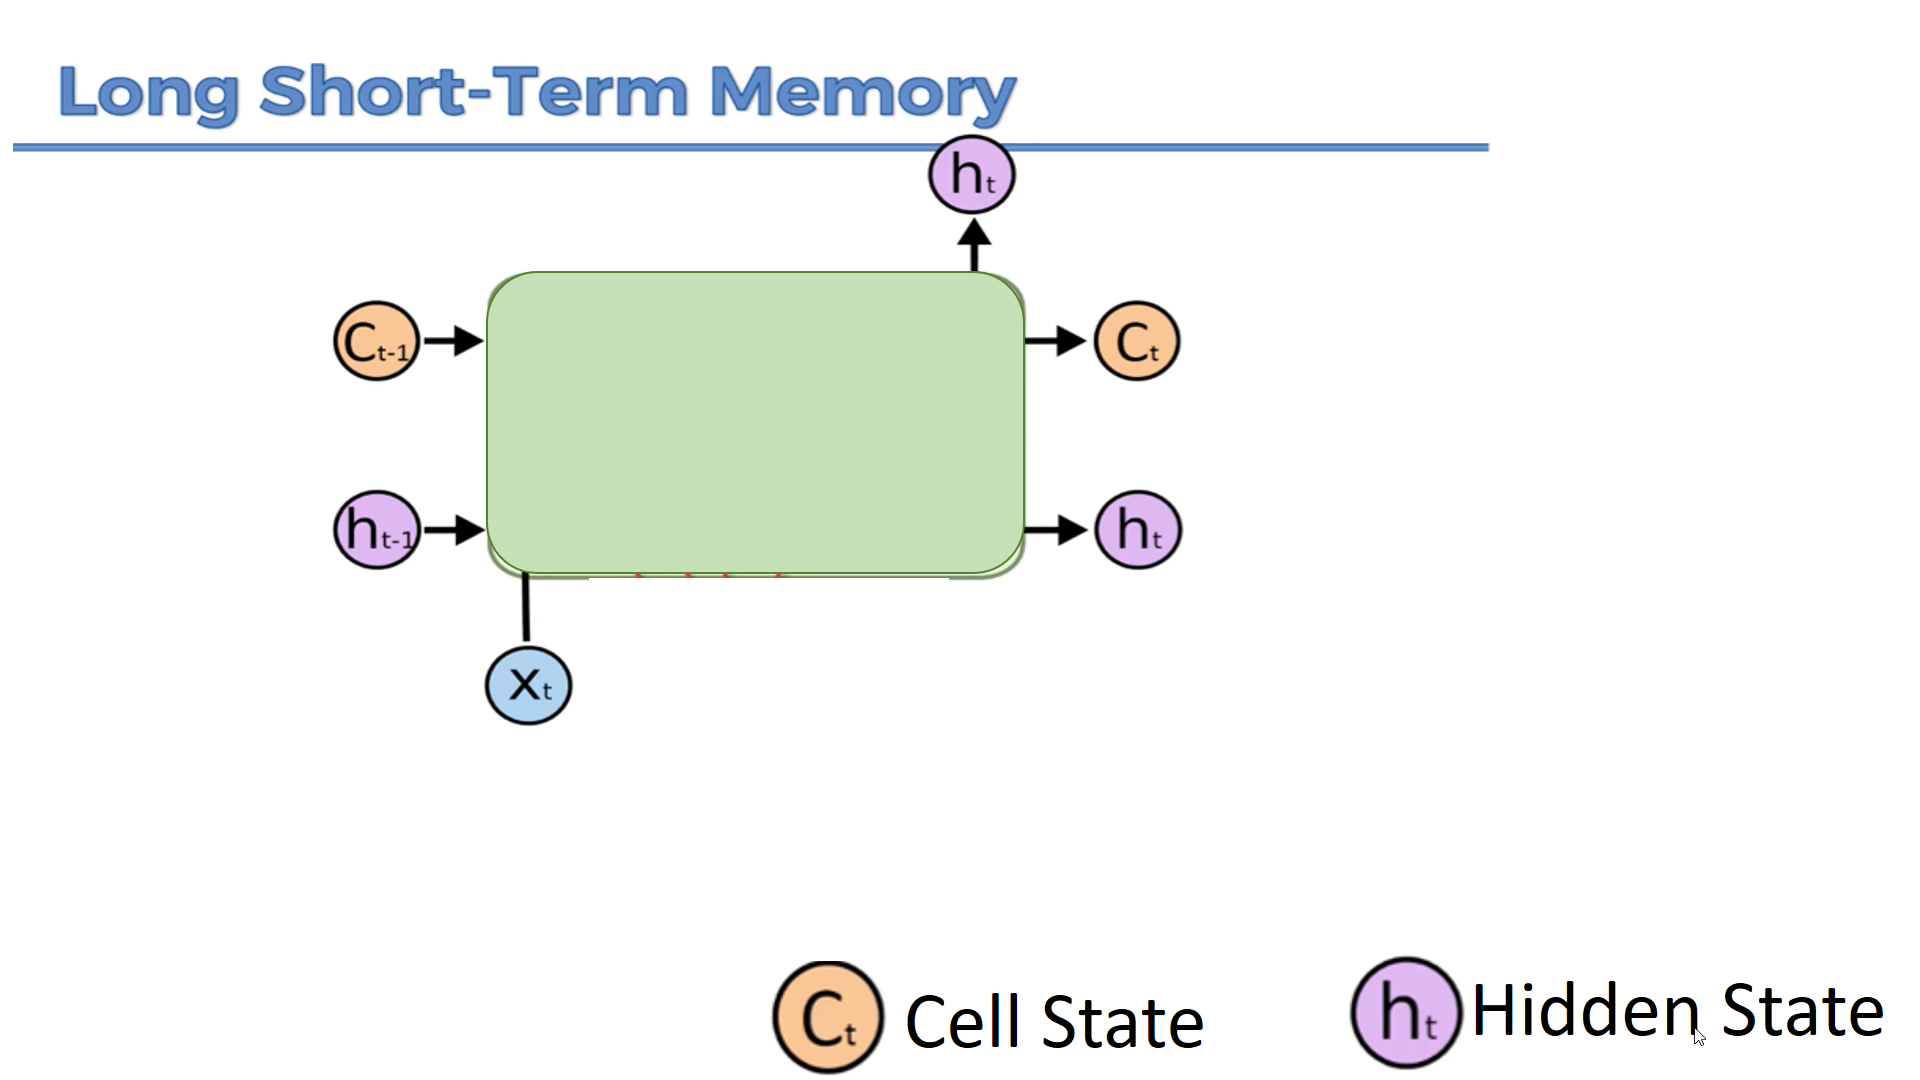 Long Short-Term Memory
ht
Ct-1
Ct
ht-1
ht
xt
Ct Cell State
ht Hidden State